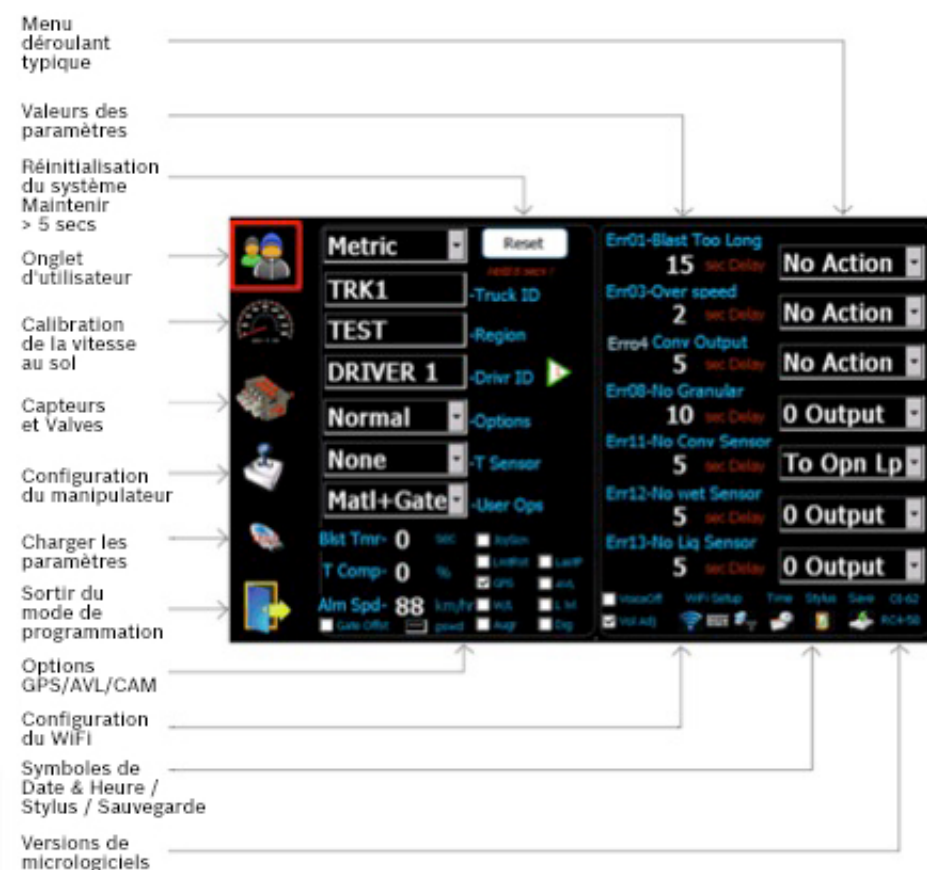 Menu
déroulant
typique
Valeurs des
paramètres
Réinitialisation
du système
Maintenir
> 5 secs
Onglet
d'utilisateur
Calibration
de la vitesse
au sol
Capteurs
et Valves
Configuration
du manipulateur
Charger les
paramètres
Sortir du
mode de
programmation
Options
GPS/AVL/CAM
Configuration
du WiFi
Symboles de
Date & Heure /
Stylus / Sauvegarde
Versions de
micrologiciels
Metric
Reset
TRK1 -Truck ID
TEST -Region
DRIVER 1 -Drivr ID
Normal -Options
None -T Sensor
Matl+Gate -User Ops
Blst Tmr- 0 sec
T Comp- 0 %
GPS AVL
Alm Spd- 88 km/hr
Gate Offst pswd Augr Dig
Err01-Blast Too Long
15 sec Delay No Action
Err03-Over speed
2 sec Delay No Action
Erro4 Conv Output
5 sec Delay No Action
Err08-No Granular
10 sec Delay 0 Output
Err11-No Conv Sensor
5 sec Delay To Opn Lp
Err12-No wet Sensor
5 sec Delay 0 Output
Err13-No Liq Sensor
5 sec Delay 0 Output
VoiceOff WiFi Setup Time Stylus Save
Vol Adj